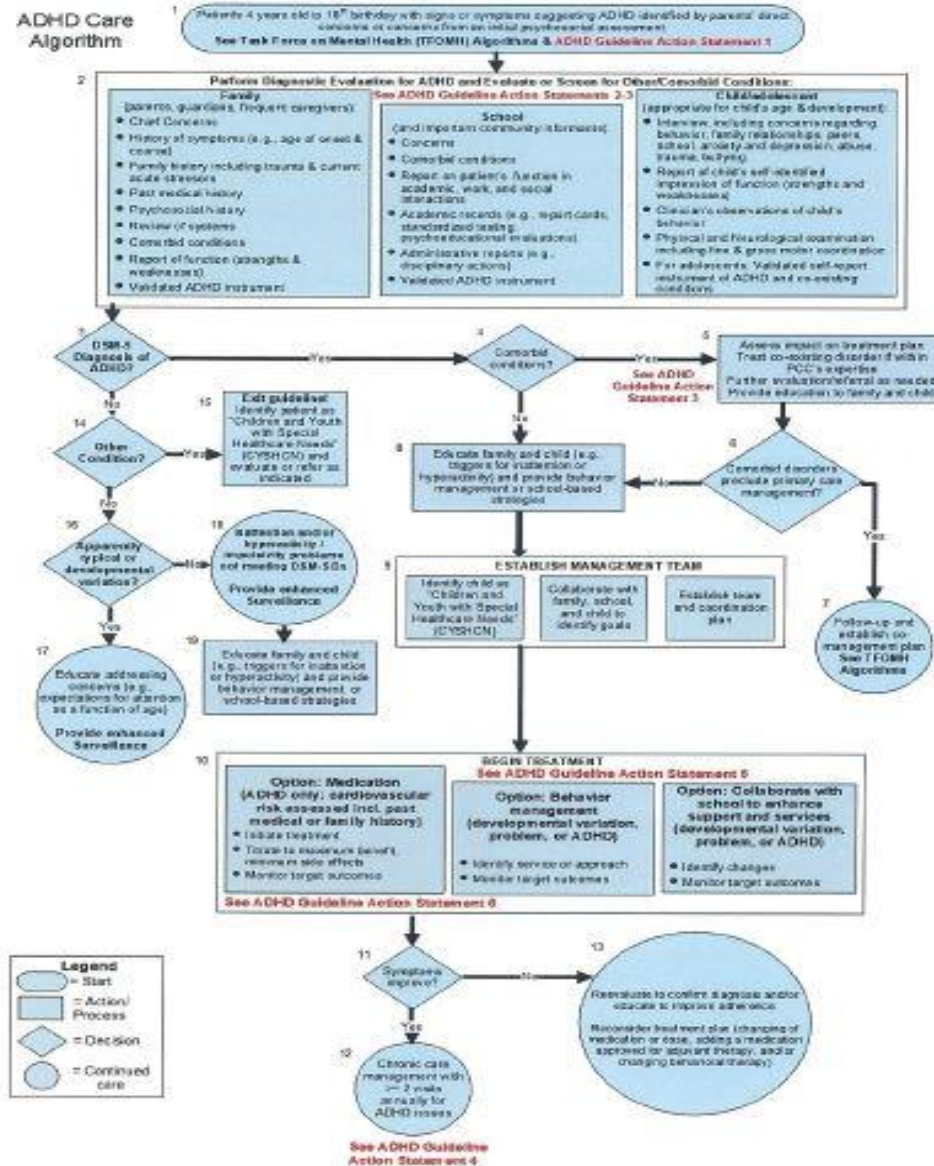 ADHD Care
Algorithm
1
Patients 4 years old to 18th birthday with signs or symptoms suggesting ADHD identified by parents' direct
concerns or concerns from an initial psychosocial assessment
See Task Force on Mental Health (TFOMH) Algorithms & ADHD Guideline Action Statement 1
2
Perform Diagnostic Evaluation for ADHD and Evaluate or Screen for Other/Comorbid Conditions:
See ADHD Guideline Action Statements 2-3
Family
(parents, guardians, frequent caregivers):
• Chief Concerns
• History of symptoms (e.g., age of onset &
course)
• Family history including trauma & current
acute stressors
• Past medical history
• Psychosocial history
• Review of systems
• Comorbid conditions
• Report of function (strengths &
weaknesses)
• Validated ADHD instrument
School
(and important community informants):
• Concerns
• Comorbid conditions
• Report on patient's function in
academic, work, and social
interactions
• Academic records (e.g., report cards,
standardized testing,
psychoeducational evaluations)
• Administrative reports (e.g.,
disciplinary actions)
• Validated ADHD instrument
Child/adolescent
(appropriate for child's age & development):
• Interview, including concerns regarding
behavior, family relationships, peers,
school, anxiety and depression, abuse,
trauma, bullying
• Report of child's self-identified
impression of function (strengths and
weaknesses)
• Clinician's observations of child's
behavior
• Physical and Neurological examination
including fine & gross motor coordination
• For adolescents: Validated self-report
instrument of ADHD and co-existing
conditions
3
DSM-5
Diagnosis of
ADHD?
Yes
4
Comorbid
conditions?
Yes
See ADHD
Guideline Action
Statement 3
5
Assess impact on treatment plan
Treat co-existing disorder if within
PCC's expertise
Further evaluation/referral as needed
Provide education to family and child
No
14
Other
Condition?
Yes
15
Exit guideline!
Identify patient as
"Children and Youth
with Special
Healthcare Needs"
(CYSHCN) and
evaluate or refer as
indicated
No
8
Educate family and child (e.g.,
triggers for inattention or
hyperactivity) and provide behavior
management or school-based
strategies
No
6
Comorbid disorders
preclude primary care
management?
Yes
7
Follow-up and
establish co-
management plan
See TFOMH
Algorithms
No
16
Apparently
typical or
developmental
variation?
No
18
Inattention and/or
hyperactivity /
impulsivity problems
not meeting DSM-5
Provide enhanced
Surveillance
Yes
17
Educate addressing
concerns (e.g.,
expectations for attention
as a function of age)
Provide enhanced
Surveillance
19
Educate family and child
(e.g., triggers for inattention
or hyperactivity) and provide
behavior management, or
school-based strategies
9
ESTABLISH MANAGEMENT TEAM
Identify child as
"Children and Youth
with Special
Healthcare Needs"
(CYSHCN)
Collaborate with
family, school,
and child to
identify goals
Establish team
and coordination
plan
10
BEGIN TREATMENT
See ADHD Guideline Action Statement 5
Option: Medication
(ADHD only; cardiovascular
risk assessed incl. past
medical or family history)
• Initiate treatment
• Titrate to maximum benefit,
minimum side effects
• Monitor target outcomes
Option: Behavior
management
(developmental variation,
problem, or ADHD)
• Identify service or approach
• Monitor target outcomes
Option: Collaborate with
school to enhance
support and services
(developmental variation,
problem, or ADHD)
• Identify changes
• Monitor target outcomes
See ADHD Guideline Action Statement 6
11
Symptoms
improve?
No
13
Reevaluate to confirm diagnosis and/or
educate to improve adherence.
Reconsider treatment plan (changing of
medication or dose, adding a medication
approved for adjuvant therapy, and/or
changing behavioral therapy)
Yes
12
Chronic care
management with
>= 2 visits
annually for
ADHD issues
See ADHD Guideline
Action Statement 4
Legend
= Start
= Action/
Process
= Decision
= Continued
care